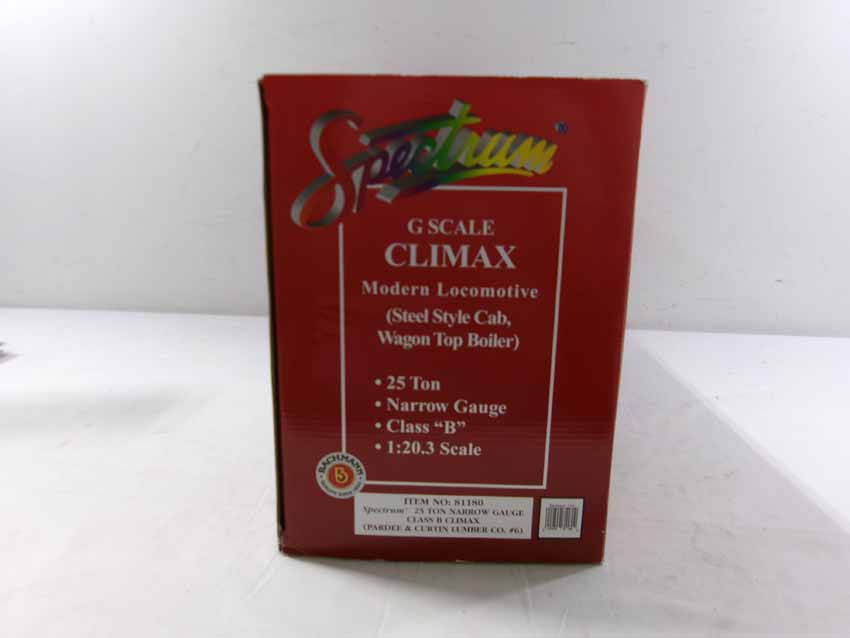 Spectrum®
G SCALE
CLIMAX
Modern Locomotive
(Steel Style Cab,
Wagon Top Boiler)
• 25 Ton
• Narrow Gauge
• Class “B”
• 1:20.3 Scale
BACHMANN
B
ITEM NO: 81180
Spectrum® 25 TON NARROW GAUGE
CLASS B CLIMAX
(PARDEE & CURTIN LUMBER CO. #6)